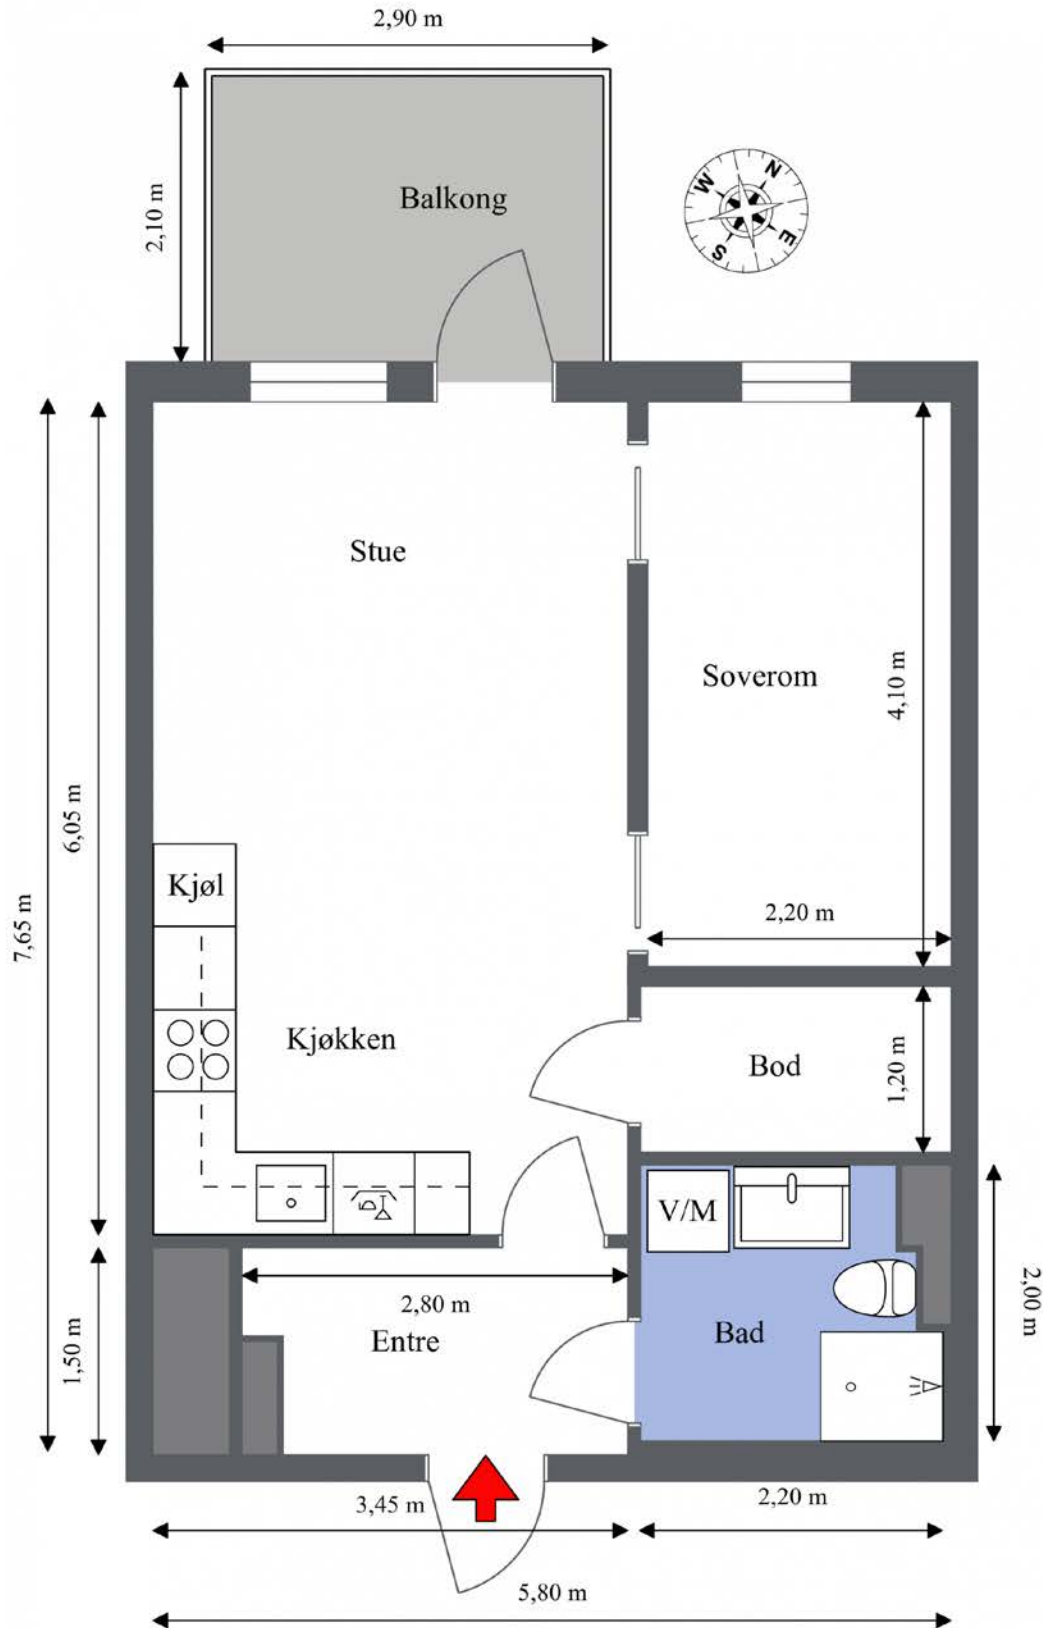 2,90 m
2,10 m
Balkong
N
W
E
S
Stue
Soverom
4,10 m
6,05 m
7,65 m
Kjøl
2,20 m
Kjøkken
Bod
1,20 m
V/M
2,00 m
2,80 m
Entre
Bad
1,50 m
3,45 m
2,20 m
5,80 m